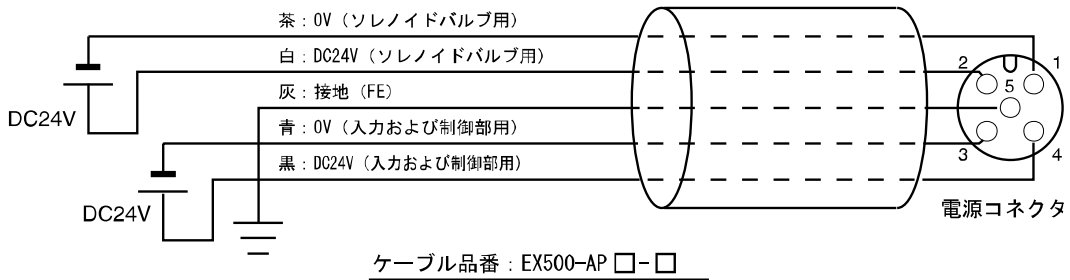 茶：0V（ソレノイドバルブ用）
白：DC24V（ソレノイドバルブ用）
灰：接地（FE）
青：0V（入力および制御部用）
黒：DC24V（入力および制御部用）
DC24V
DC24V
2
1
5
3
4
電源コネクタ
ケーブル品番：EX500-AP□-□